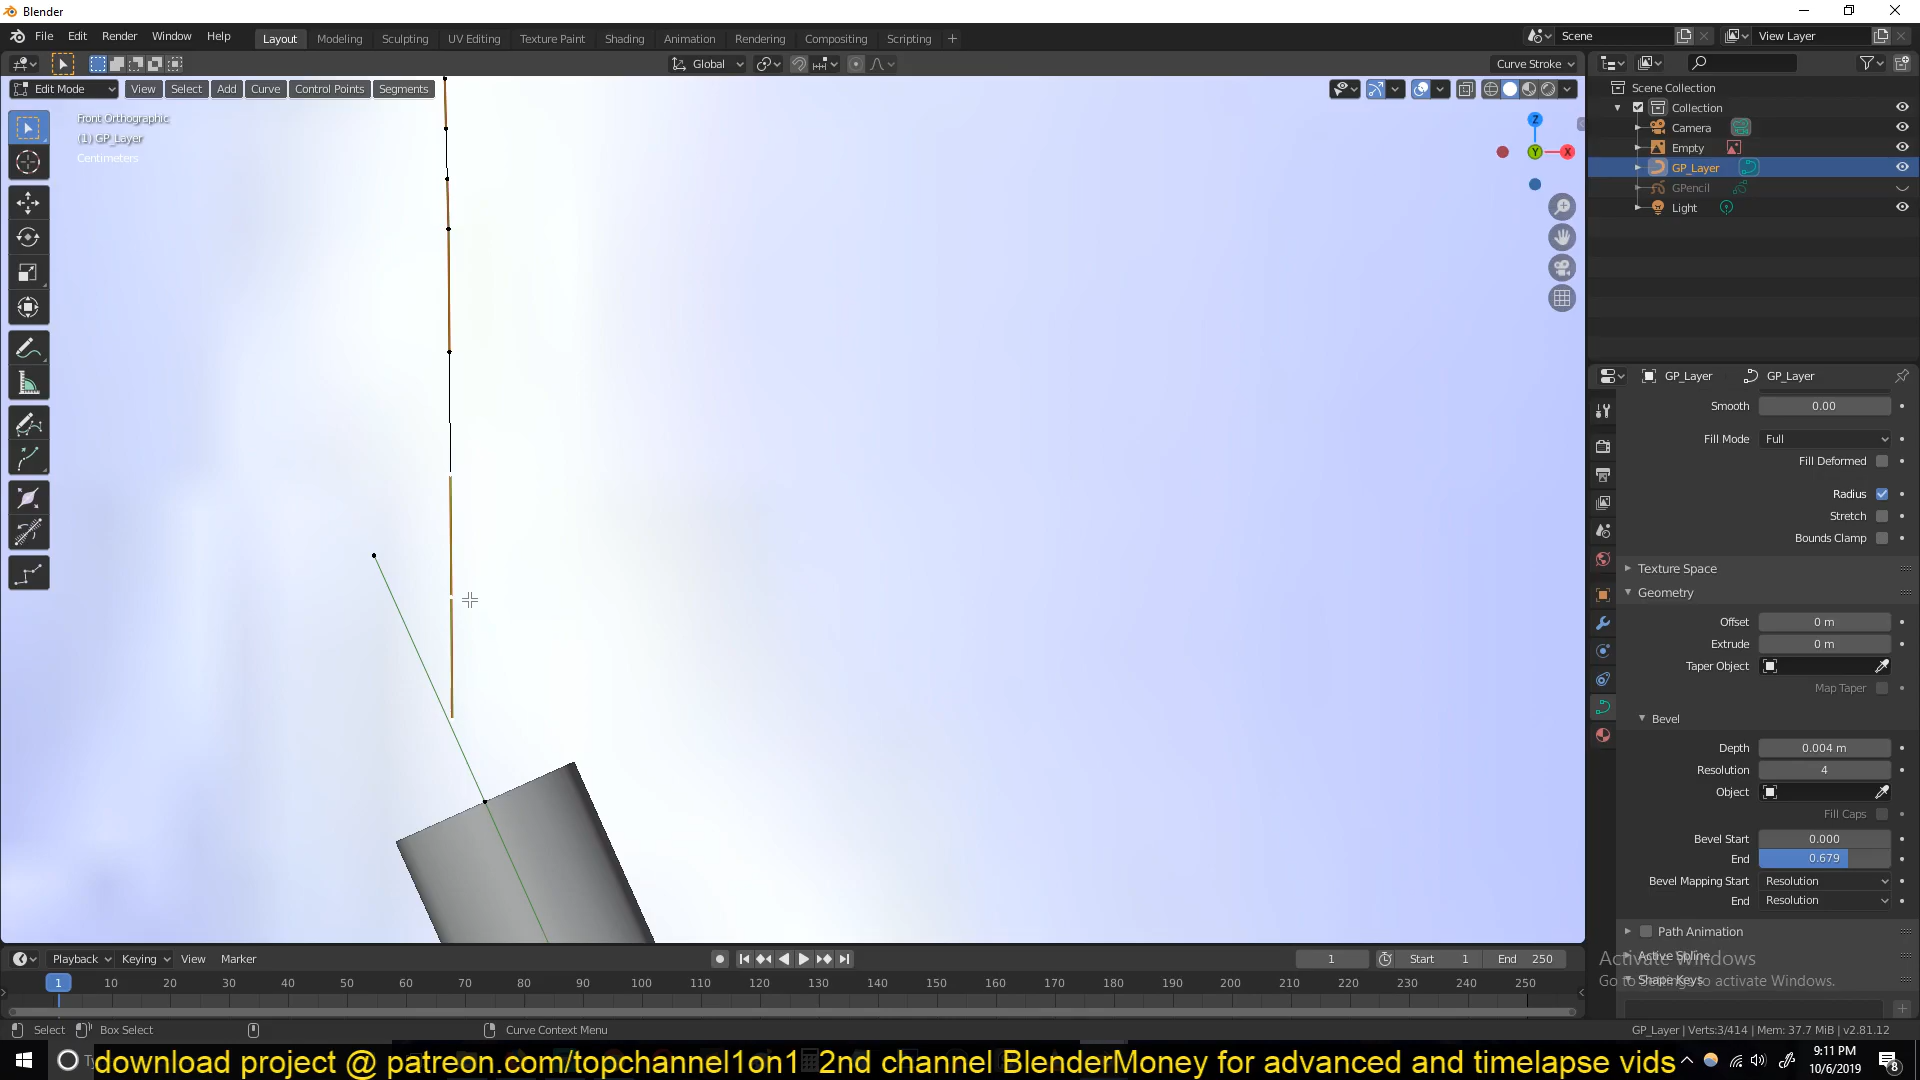 Blender
File Edit Render Window Help Layout Modeling Sculpting UV Editing Texture Paint Shading Animation Rendering Compositing Scripting + Scene View Layer
Global Curve Stroke
Edit Mode View Select Add Curve Control Points Segments
Front Orthographic
(1) GP_Layer
Centimeters
Z
Y
X
Scene Collection
Collection
Camera
Empty
GP_Layer
GPencil
Light
GP_Layer GP_Layer
Smooth 0.00
Fill Mode Full
Fill Deformed
Radius
Stretch
Bounds Clamp
Texture Space
Geometry
Offset 0 m
Extrude 0 m
Taper Object
Map Taper
Bevel
Depth 0.004 m
Resolution 4
Object
Fill Caps
Bevel Start 0.000
End 0.679
Bevel Mapping Start Resolution
End Resolution
Path Animation
Active Spline
Shape Keys
Activate Windows
Go to Settings to activate Windows.
Playback Keying View Marker 1 Start 1 End 250
1 10 20 30 40 50 60 70 80 90 100 110 120 130 140 150 160 170 180 190 200 210 220 230 240 250
Select Box Select Curve Context Menu GP_Layer | Verts:3/414 | Mem: 37.7 MiB | v2.81.12
download project @ patreon.com/topchannel1on1 2nd channel BlenderMoney for advanced and timelapse vids
9:11 PM
10/6/2019
8